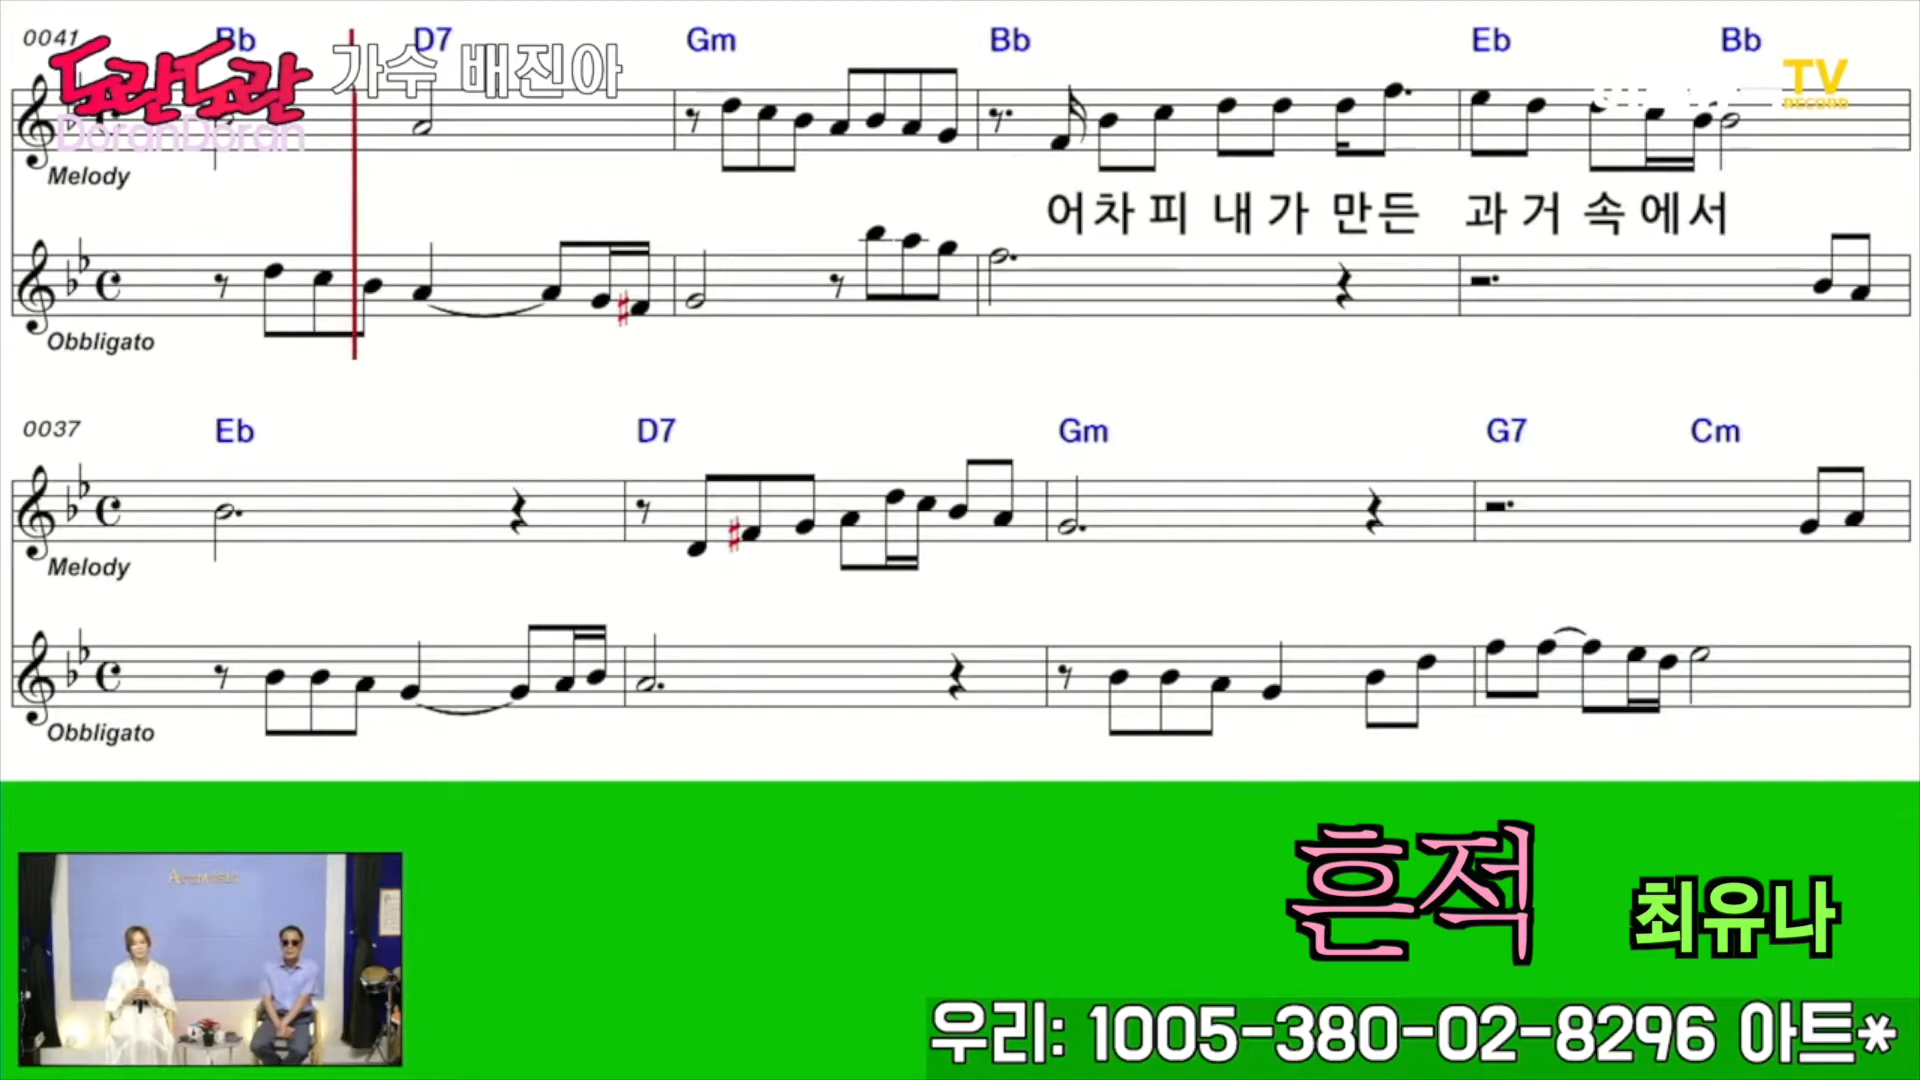 0041 Bb D7 Gm Bb Eb Bb
도란도란 가수 배진아
DoranDoran
TV
RECORD
Melody
어차피 내가 만든 과거 속에서
Obbligato
0037 Eb D7 Gm G7 Cm
Melody
Obbligato
흔적 최유나
우리: 1005-380-02-8296 아트*